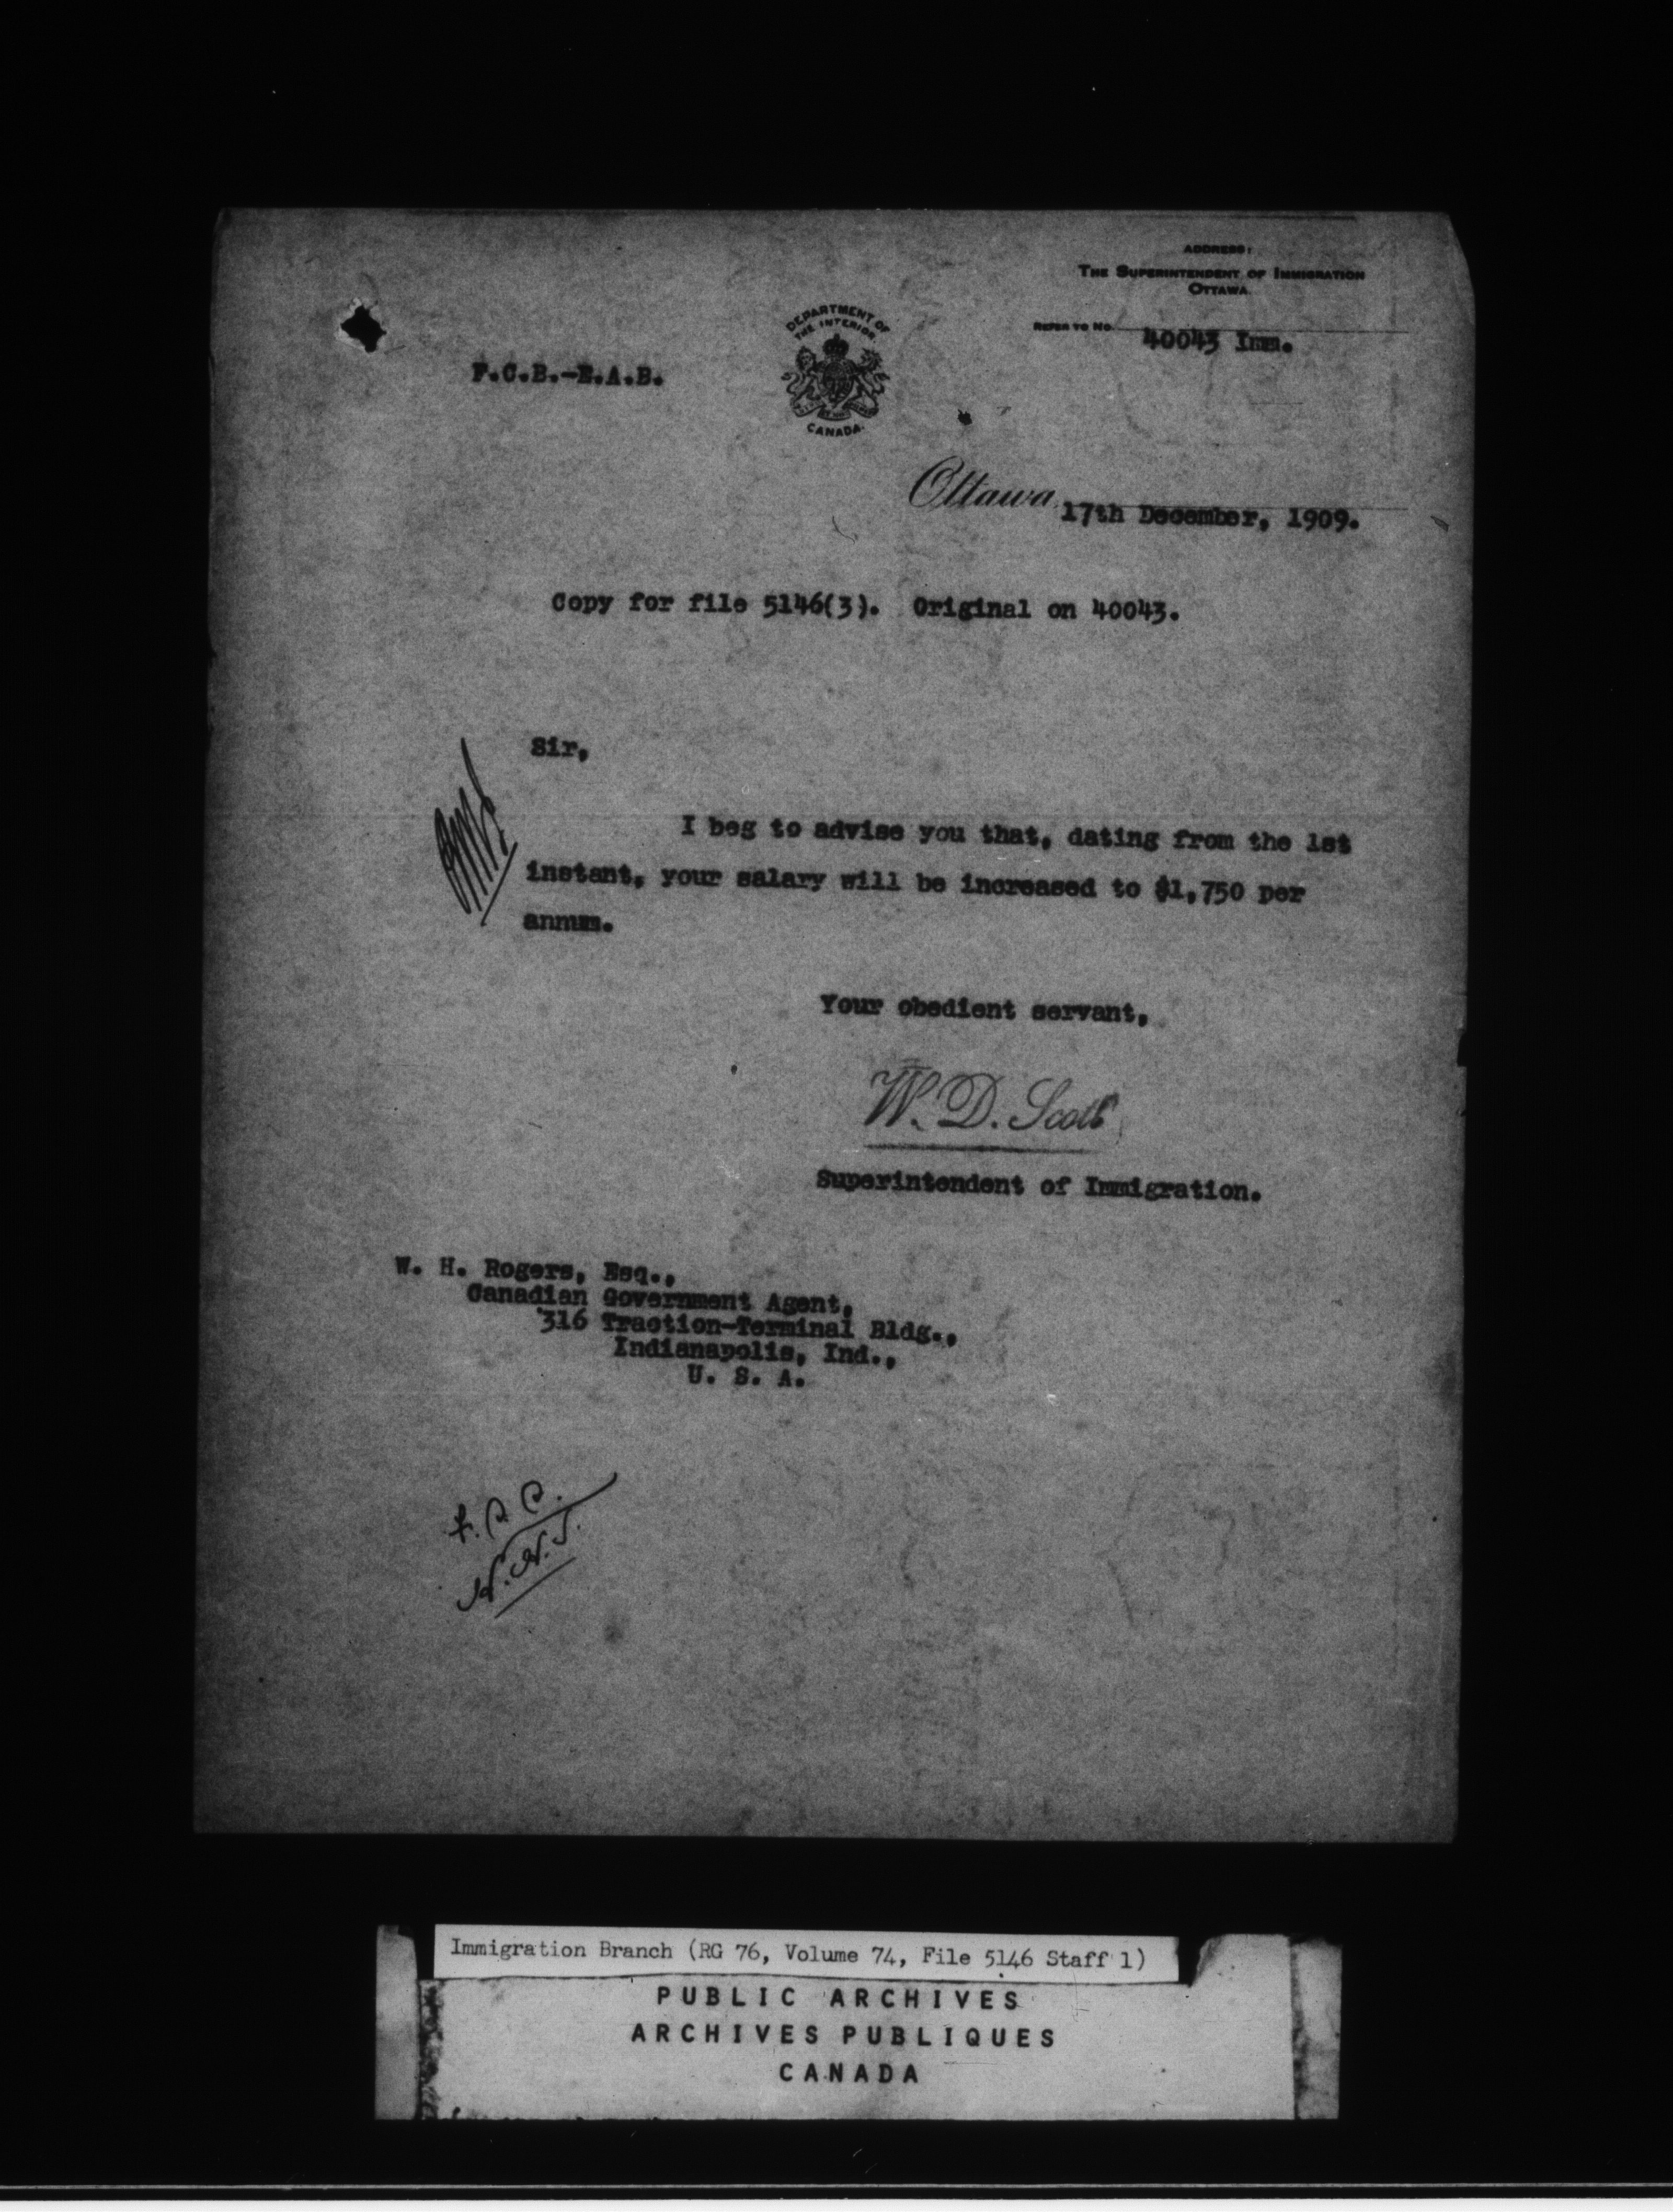 ADDRESS:
THE SUPERINTENDENT OF IMMIGRATION
OTTAWA.
REFER TO NO.
40043 Imm.
DEPARTMENT OF
THE INTERIOR
CANADA.
F.C.B.-E.A.B.
Ottawa, 17th December, 1909.
Copy for file 5146(3). Original on 40043.
Sir,
I beg to advise you that, dating from the 1st
instant, your salary will be increased to $1,750 per
annum.
Your obedient servant,
W. D. Scott
Superintendent of Immigration.
W. H. Rogers, Esq.,
Canadian Government Agent,
316 Traction-Terminal Bldg.,
Indianapolis, Ind.,
U. S. A.
Immigration Branch (RG 76, Volume 74, File 5146 Staff 1)
PUBLIC ARCHIVES
ARCHIVES PUBLIQUES
CANADA